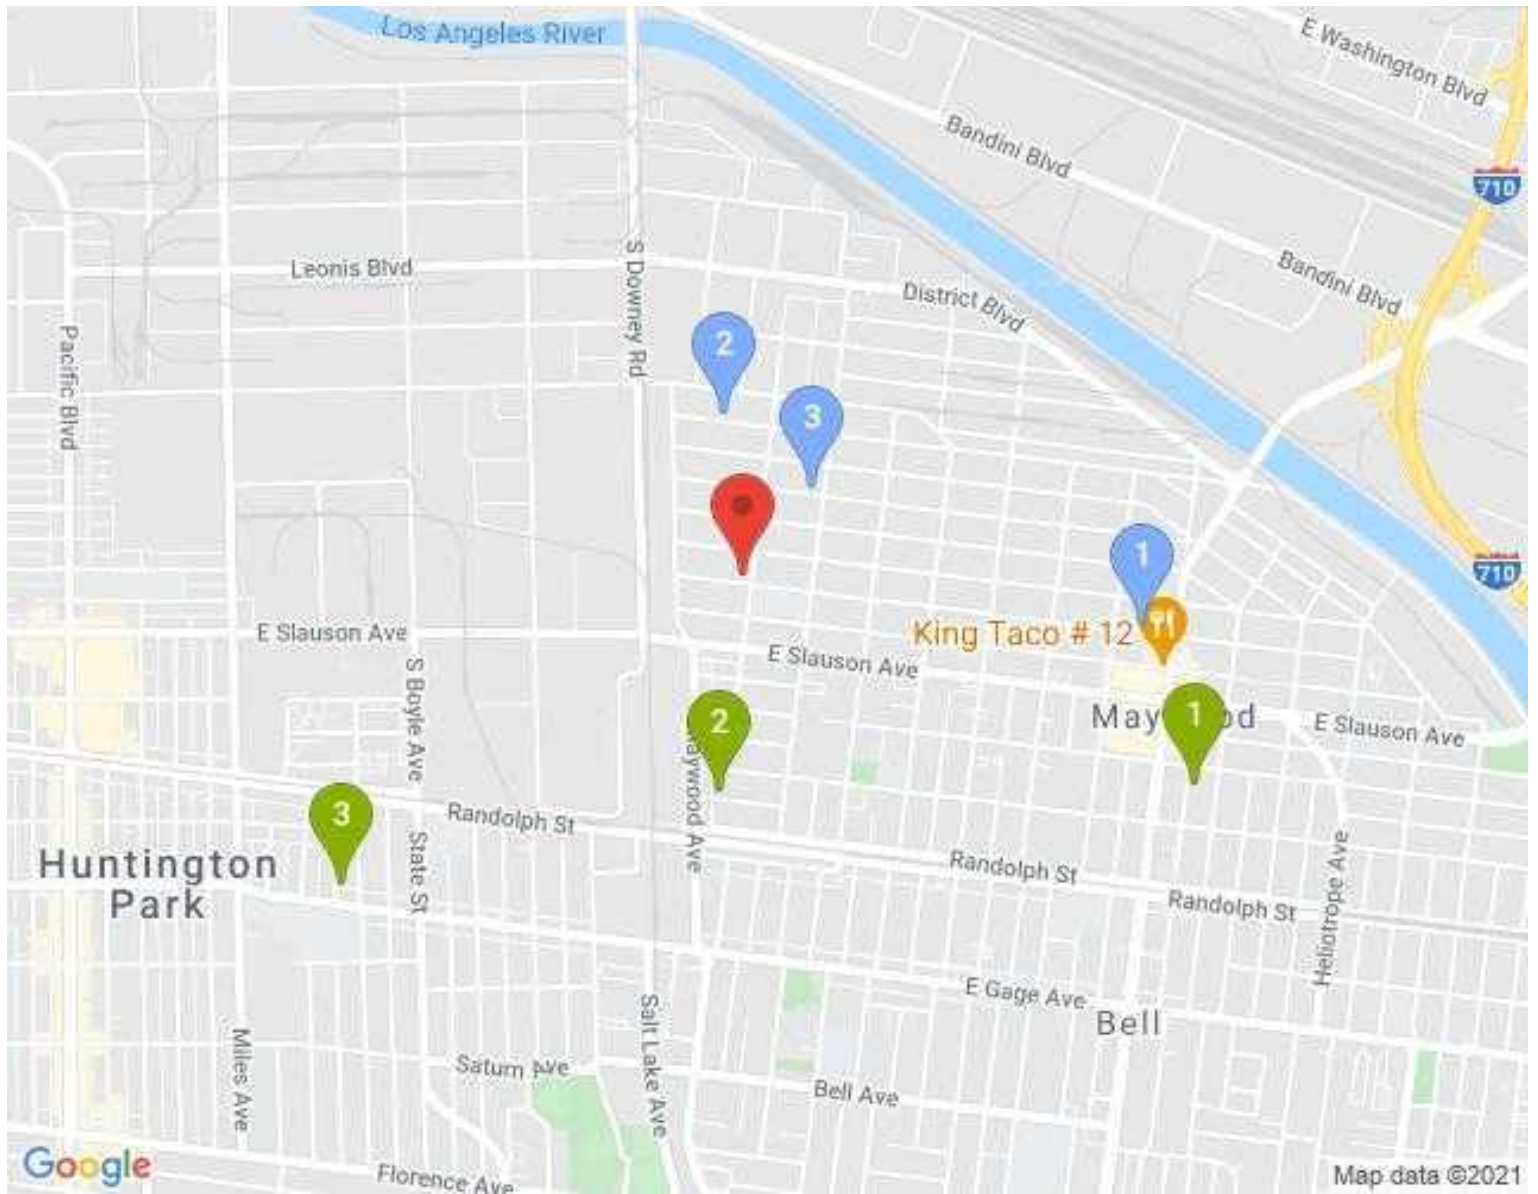 Los Angeles River
E Washington Blvd
Bandini Blvd
710
Leonis Blvd
S Downey Rd
District Blvd
Bandini Blvd
Pacific Blvd
2
3
1
710
King Taco # 12
E Slauson Ave
E Slauson Ave
S Boyle Ave
2
1
E Slauson Ave
3
Randolph St
State St
Ave
Randolph St
Randolph St
Heliotrope Ave
Huntington
Park
E Gage Ave
Bell
Miles Ave
Salt Lake Ave
Saturn Ave
Bell Ave
Florence Ave
Google
Map data ©2021